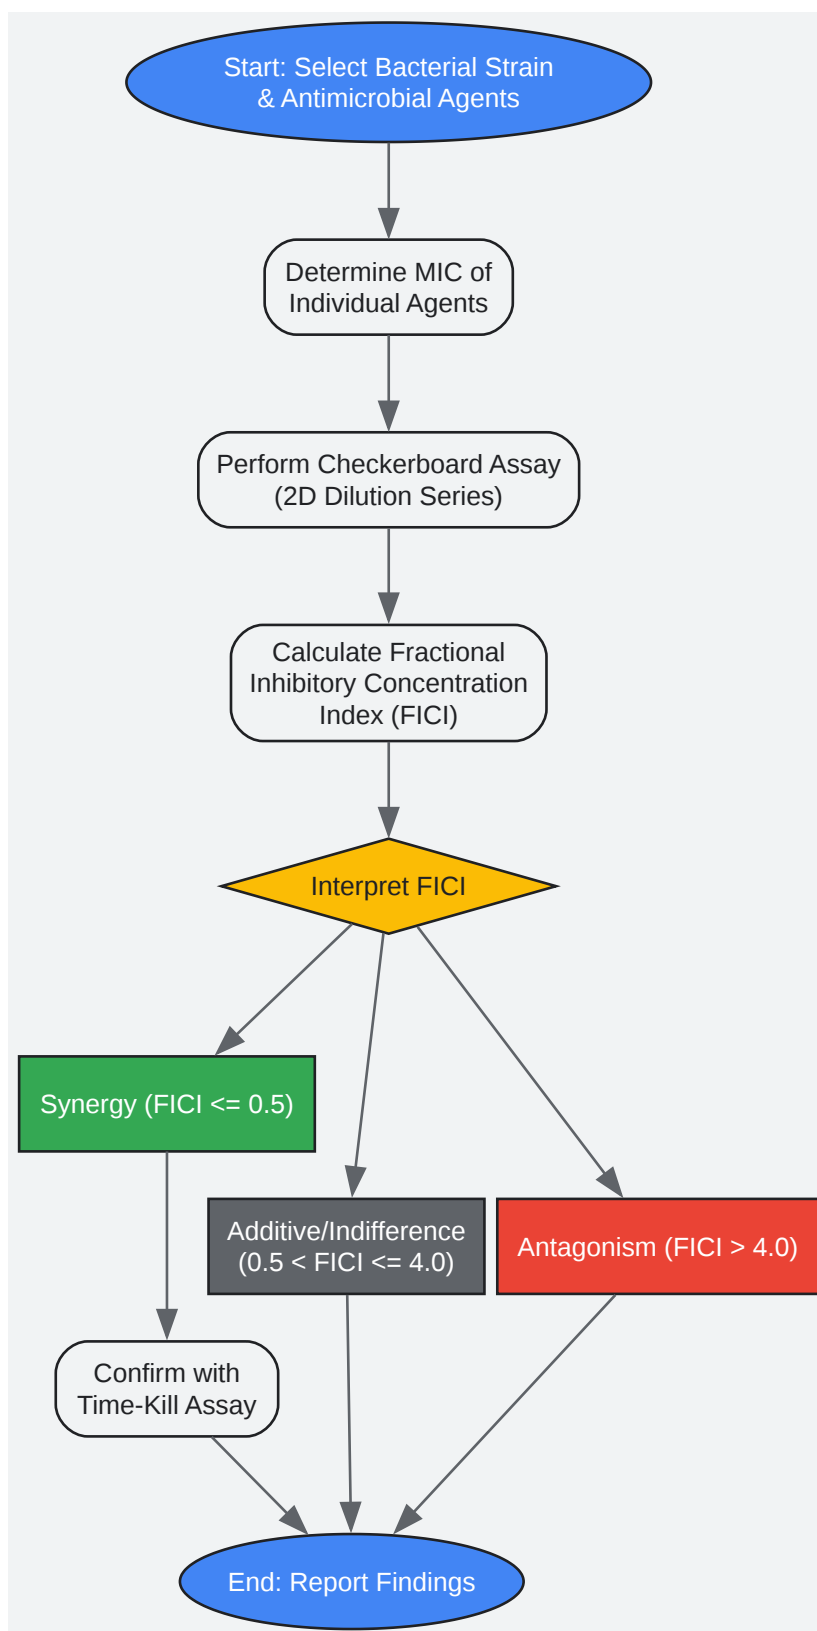 Start: Select Bacterial Strain
& Antimicrobial Agents
Determine MIC of
Individual Agents
Perform Checkerboard Assay
(2D Dilution Series)
Calculate Fractional
Inhibitory Concentration
Index (FICI)
Interpret FICI
Synergy (FICI <= 0.5)
Additive/Indifference
(0.5 < FICI <= 4.0)
Antagonism (FICI > 4.0)
Confirm with
Time-Kill Assay
End: Report Findings